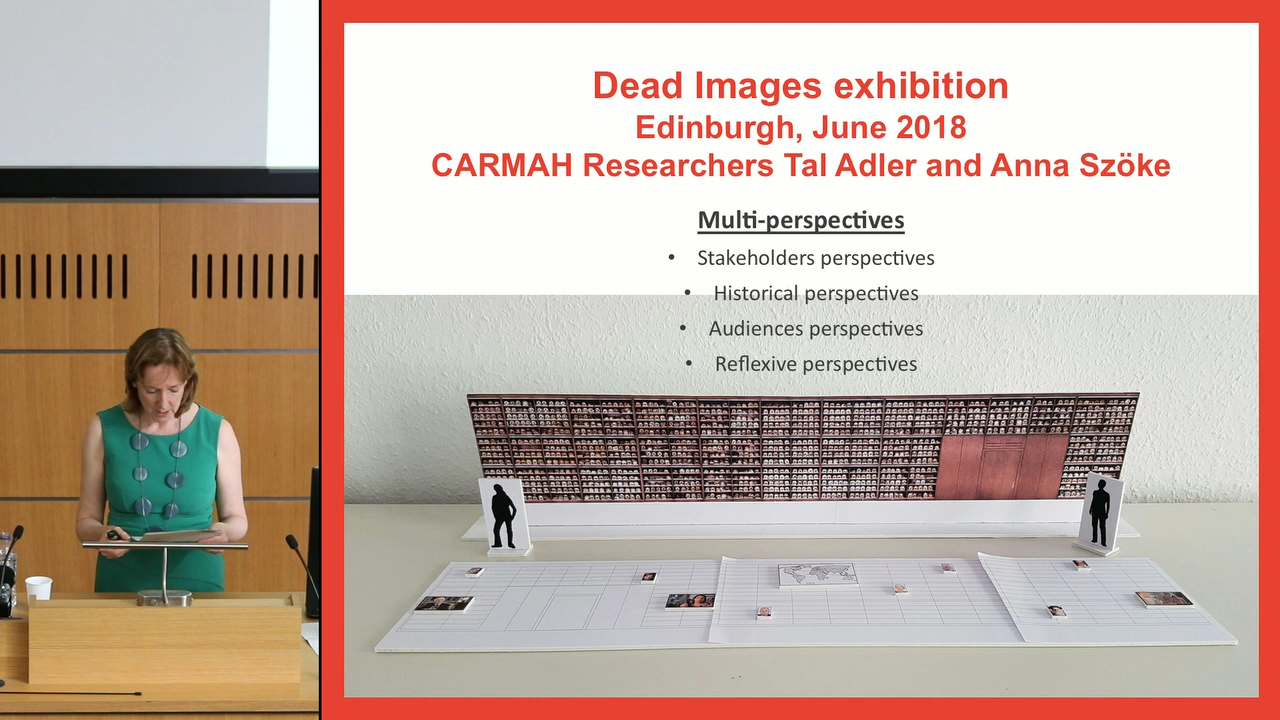 Dead Images exhibition
Edinburgh, June 2018
CARMAH Researchers Tal Adler and Anna Szöke
Multi-perspectives
• Stakeholders perspectives
• Historical perspectives
• Audiences perspectives
• Reflexive perspectives